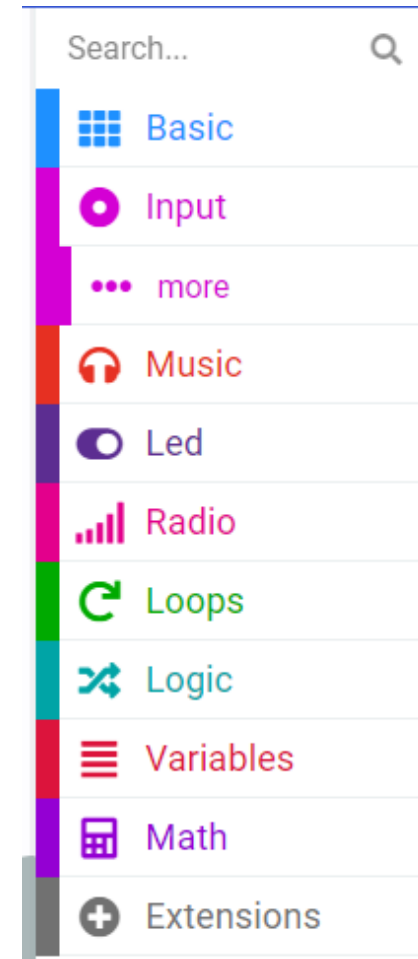 Search...
Basic
Input
more
Music
Led
Radio
Loops
Logic
Variables
Math
Extensions